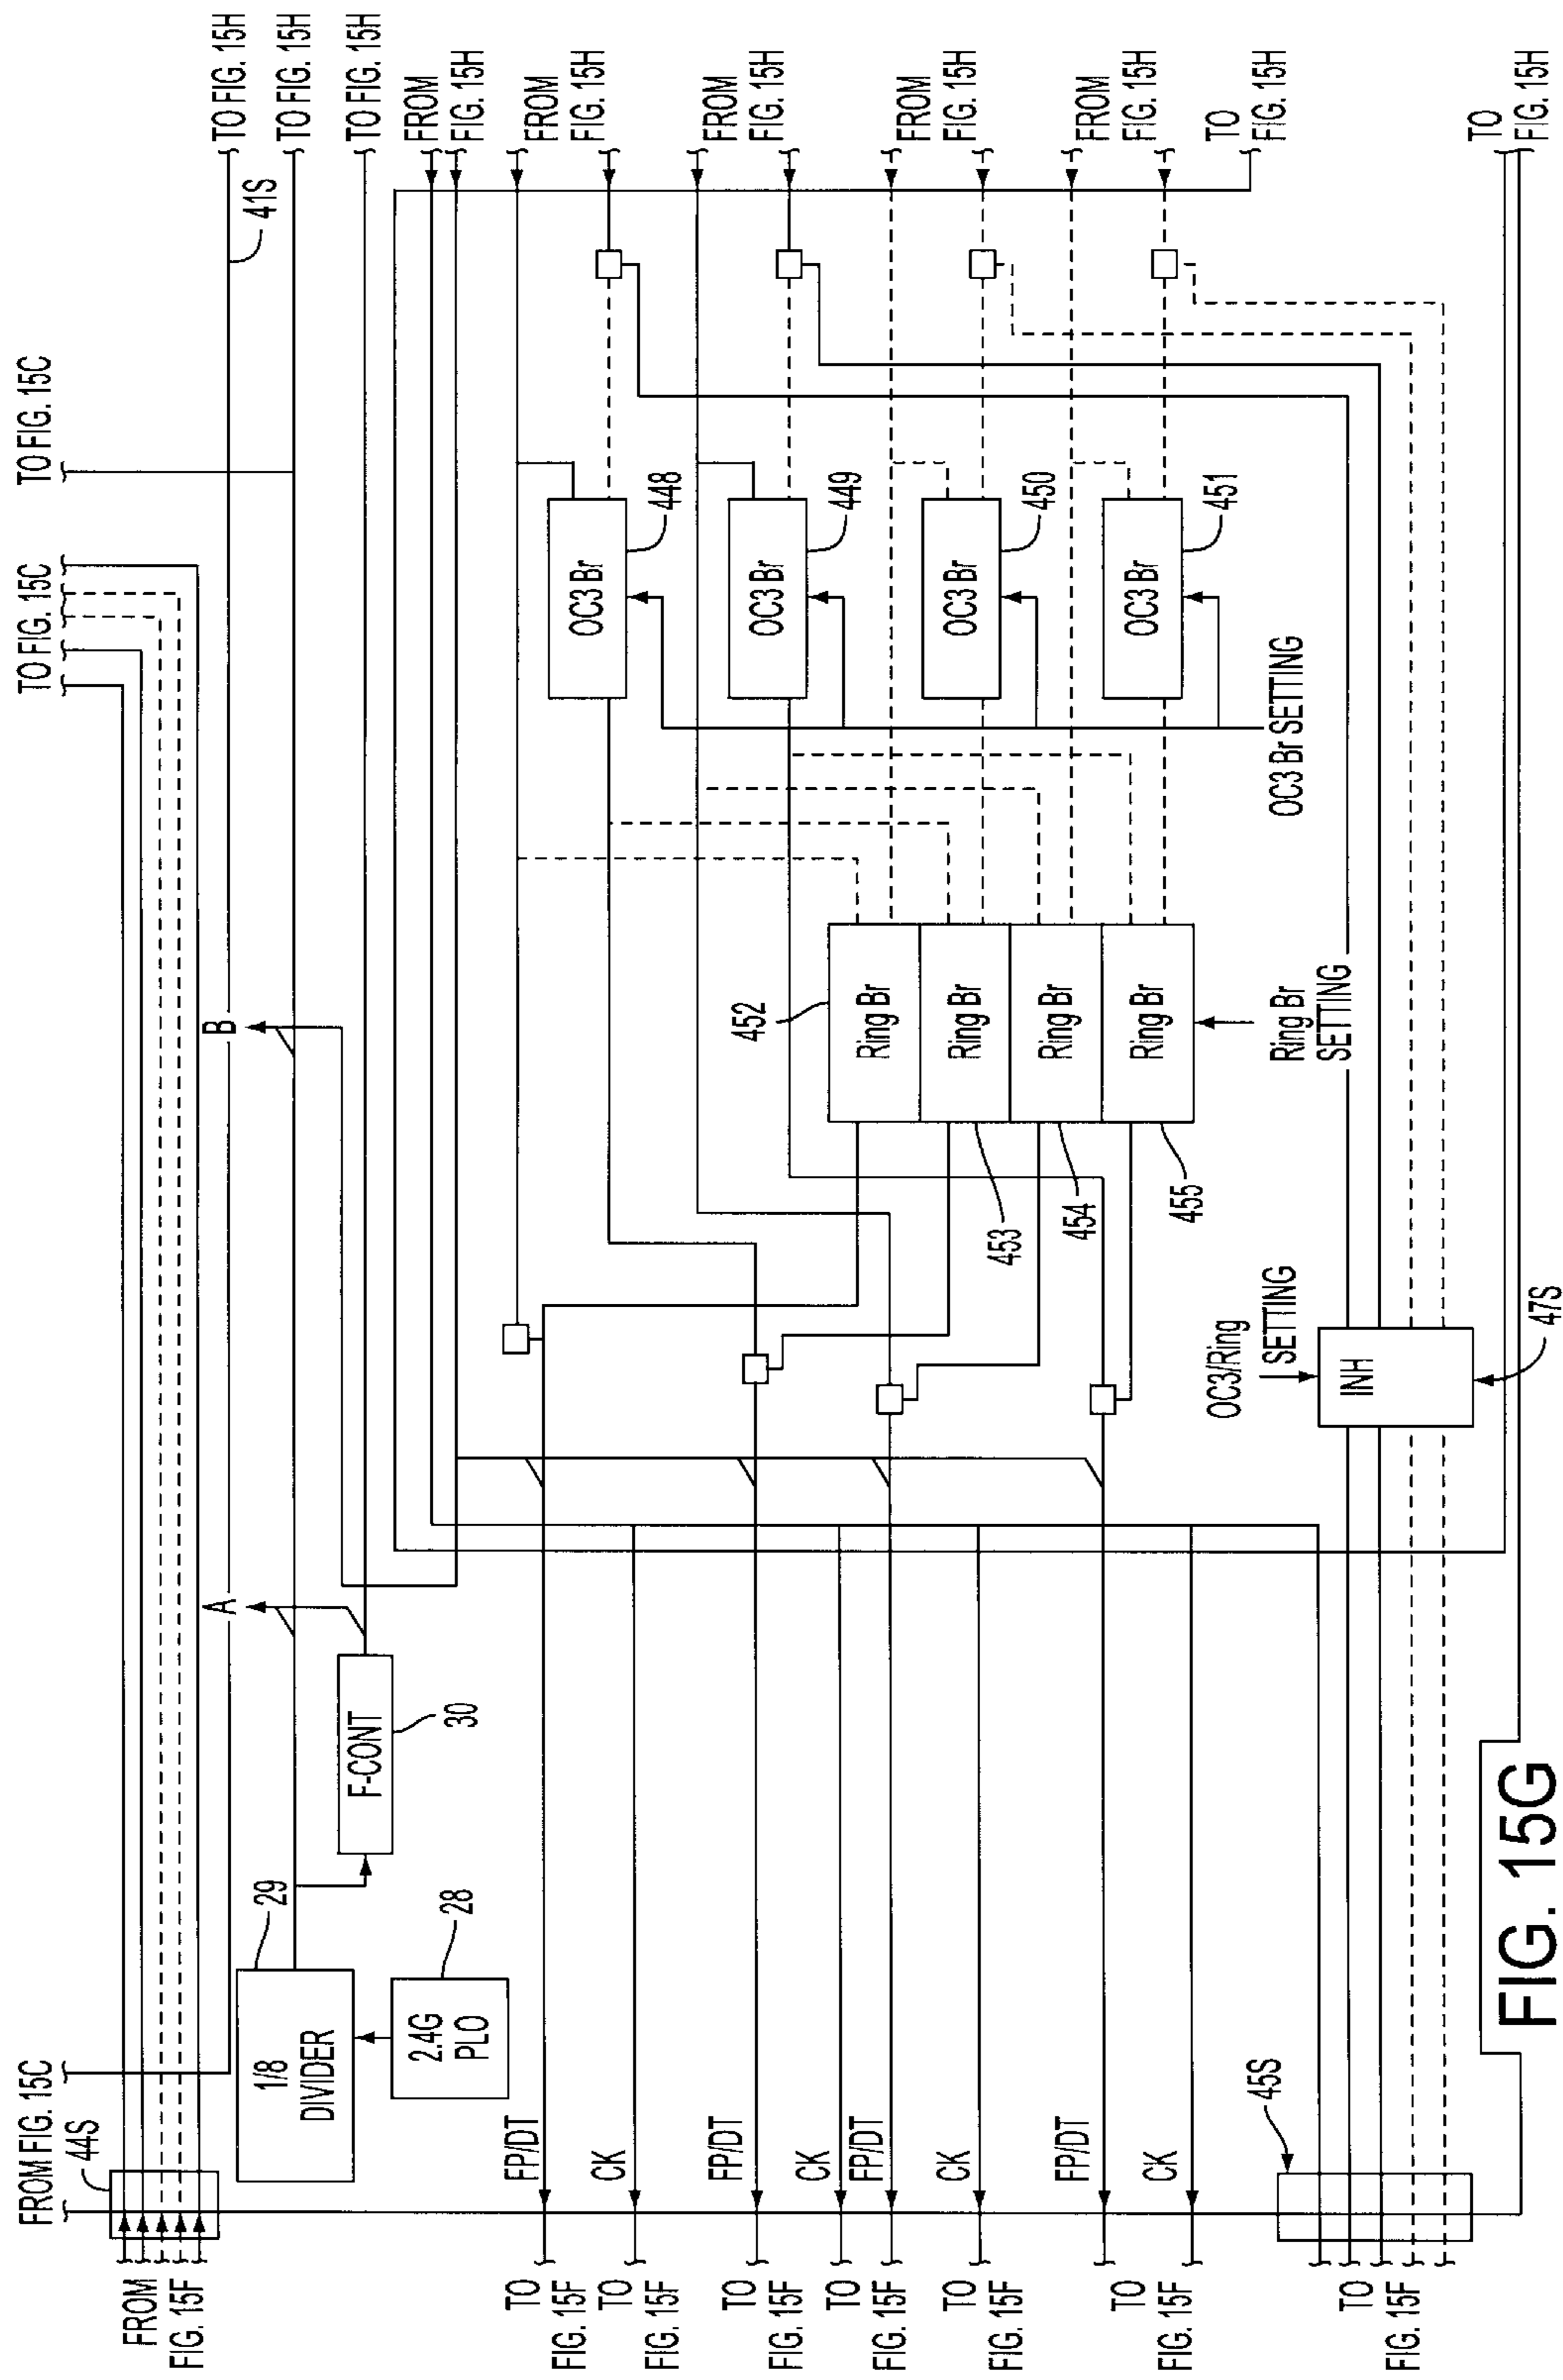 FROM FIG. 15C
TO FIG. 15C
TO FIG. 15C
44S
FROM
FIG. 15F
TO FIG. 15H
TO FIG. 15H
TO FIG. 15H
41S
A
B
1/8
DIVIDER
29
2.4G
PLO
28
F-CONT
30
FROM
FIG. 15H
FROM
FIG. 15H
FROM
FIG. 15H
FROM
FIG. 15H
FROM
FIG. 15H
TO
FIG. 15H
TO
FIG. 15H
OC3 Br
448
OC3 Br
449
OC3 Br
450
OC3 Br
451
OC3 Br SETTING
452
Ring Br
Ring Br
Ring Br
Ring Br
453
454
455
Ring Br
SETTING
OC3/Ring
SETTING
INH
47S
FP/DT
CK
FP/DT
CK
FP/DT
CK
FP/DT
CK
TO
FIG. 15F
TO
FIG. 15F
TO
FIG. 15F
TO
FIG. 15F
TO
FIG. 15F
TO
FIG. 15F
45S
FIG. 15G